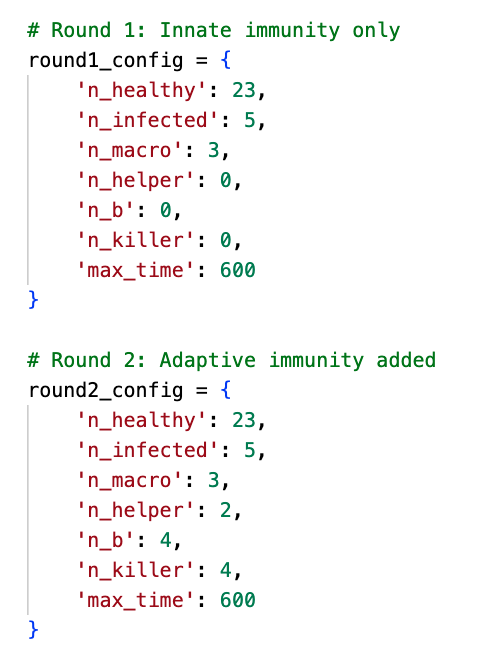 # Round 1: Innate immunity only
round1_config = {
    'n_healthy': 23,
    'n_infected': 5,
    'n_macro': 3,
    'n_helper': 0,
    'n_b': 0,
    'n_killer': 0,
    'max_time': 600
}

# Round 2: Adaptive immunity added
round2_config = {
    'n_healthy': 23,
    'n_infected': 5,
    'n_macro': 3,
    'n_helper': 2,
    'n_b': 4,
    'n_killer': 4,
    'max_time': 600
}